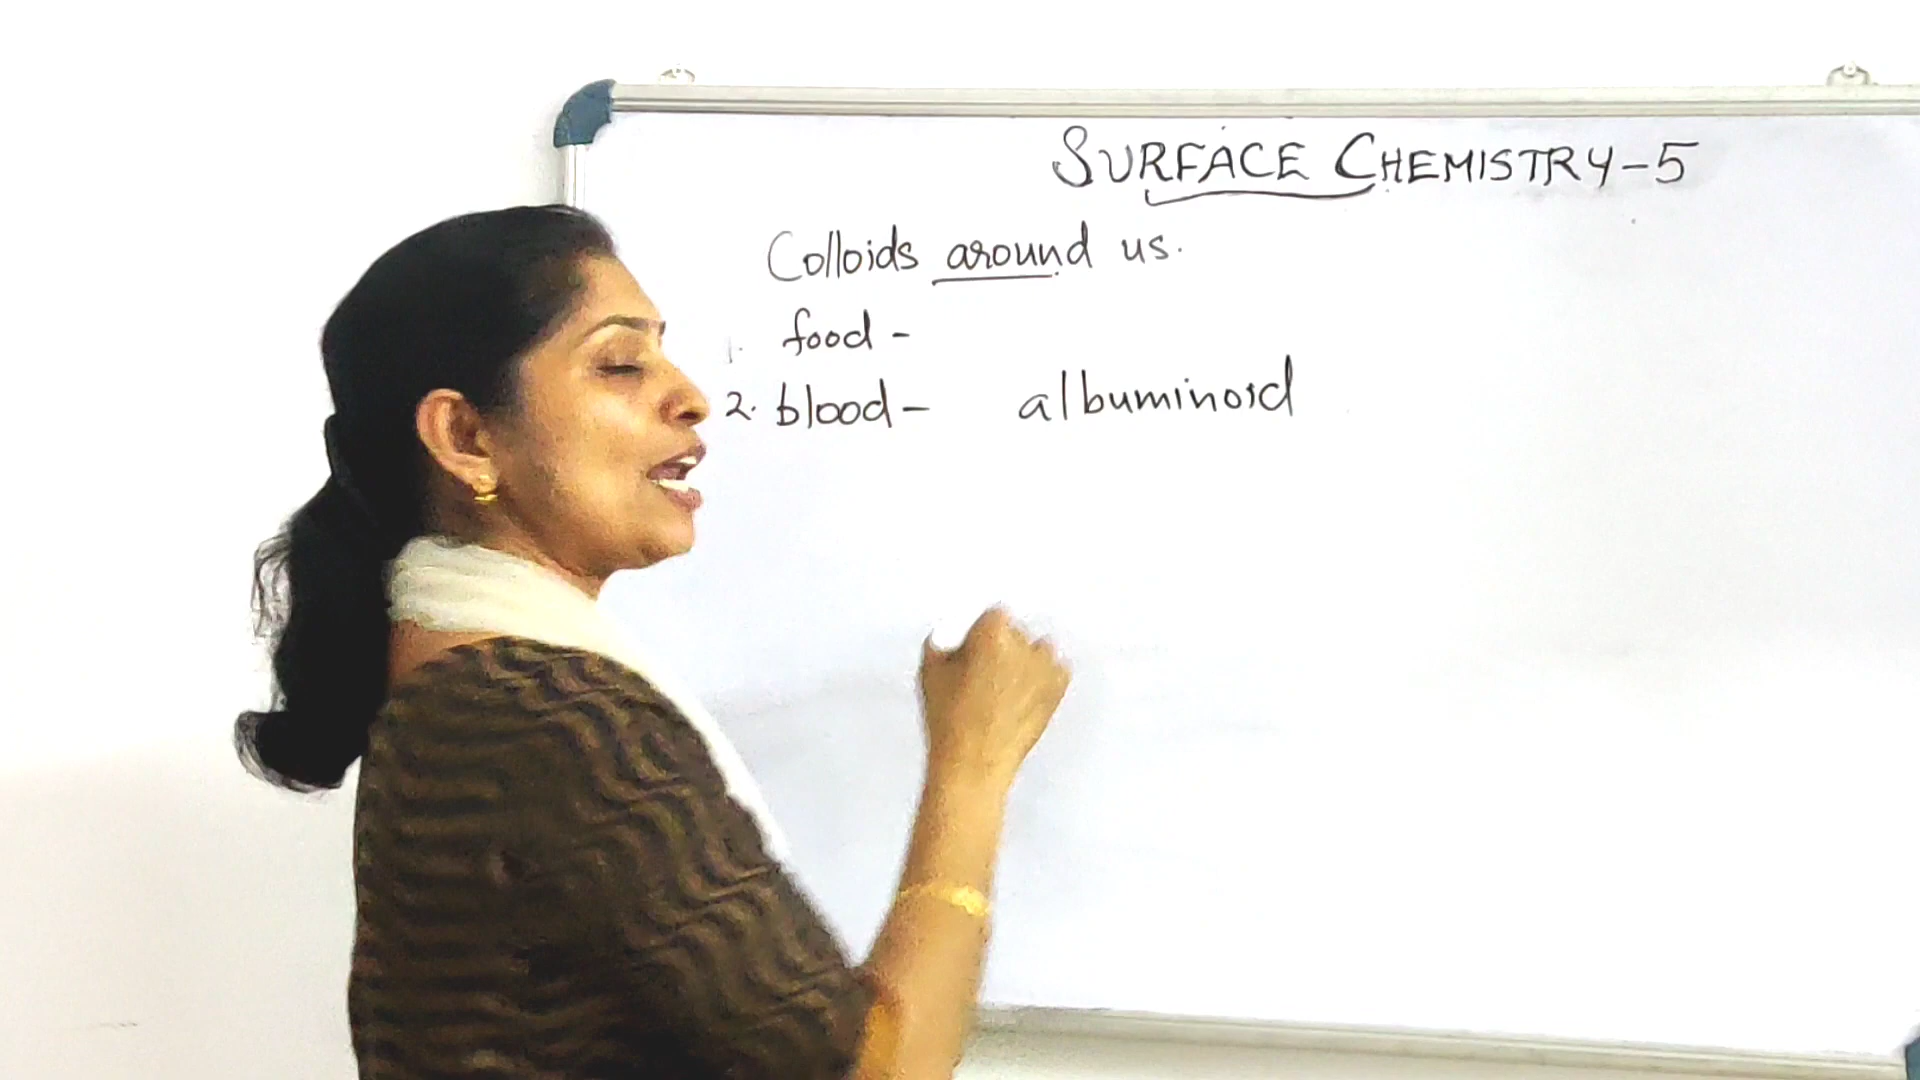 SURFACE CHEMISTRY-5
Colloids around us.
1. food -
2. blood - albuminoid